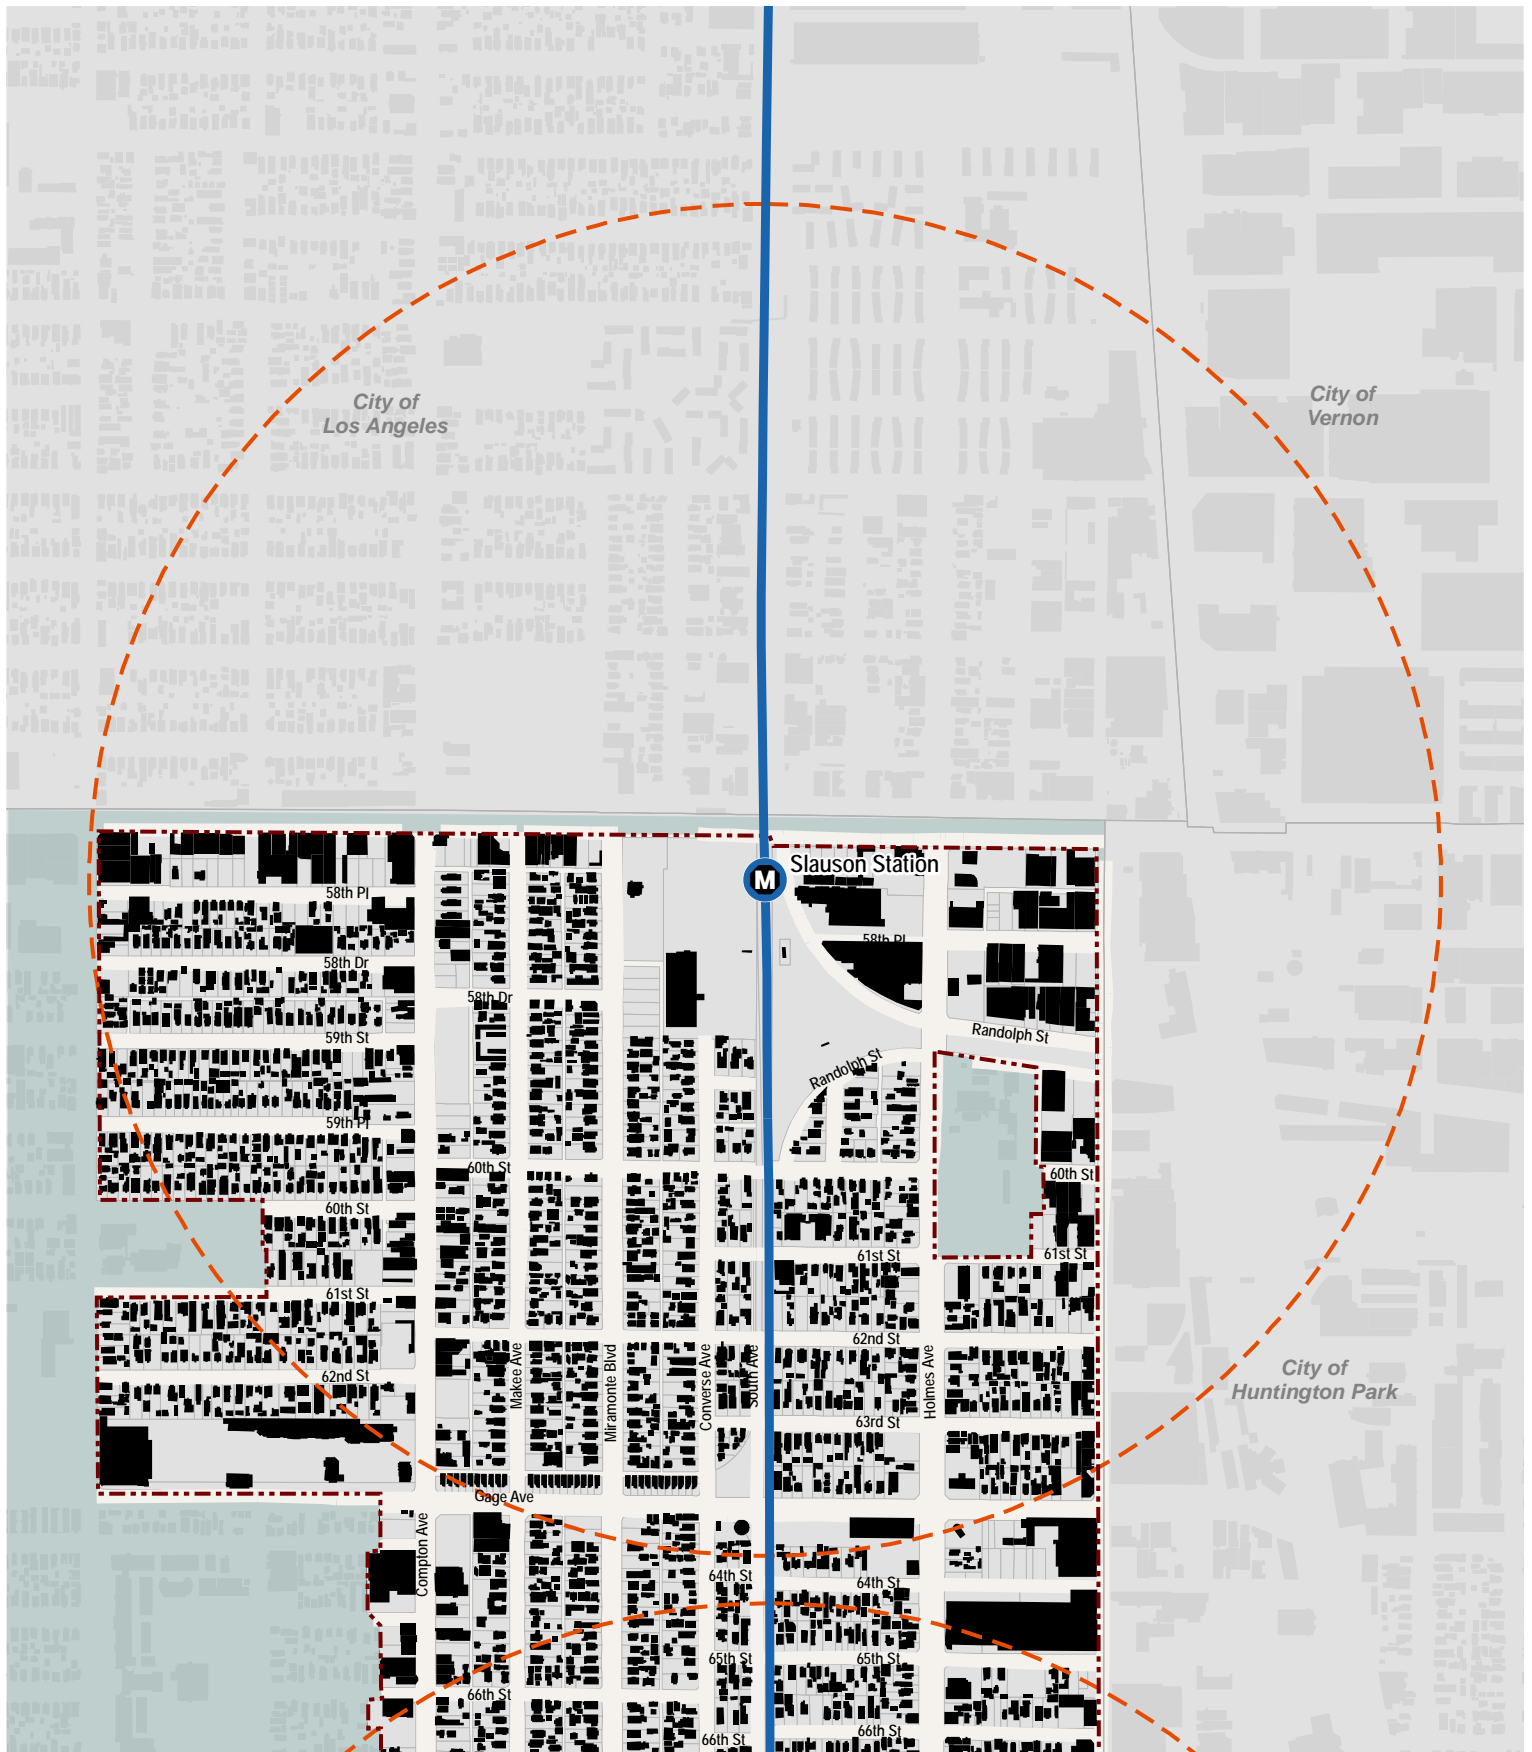 City of
Los Angeles
City of
Vernon
M
Slauson Station
58th Pl
58th Pl
58th Dr
58th Dr
59th St
Randolph St
Randolph St
59th Pl
60th St
60th St
60th St
61st St
61st St
61st St
62nd St
62nd St
Makee Ave
Miramonte Blvd
Converse Ave
South Ave
Holmes Ave
City of
Huntington Park
63rd St
Gage Ave
Compton Ave
64th St
64th St
65th St
65th St
66th St
66th St
66th St